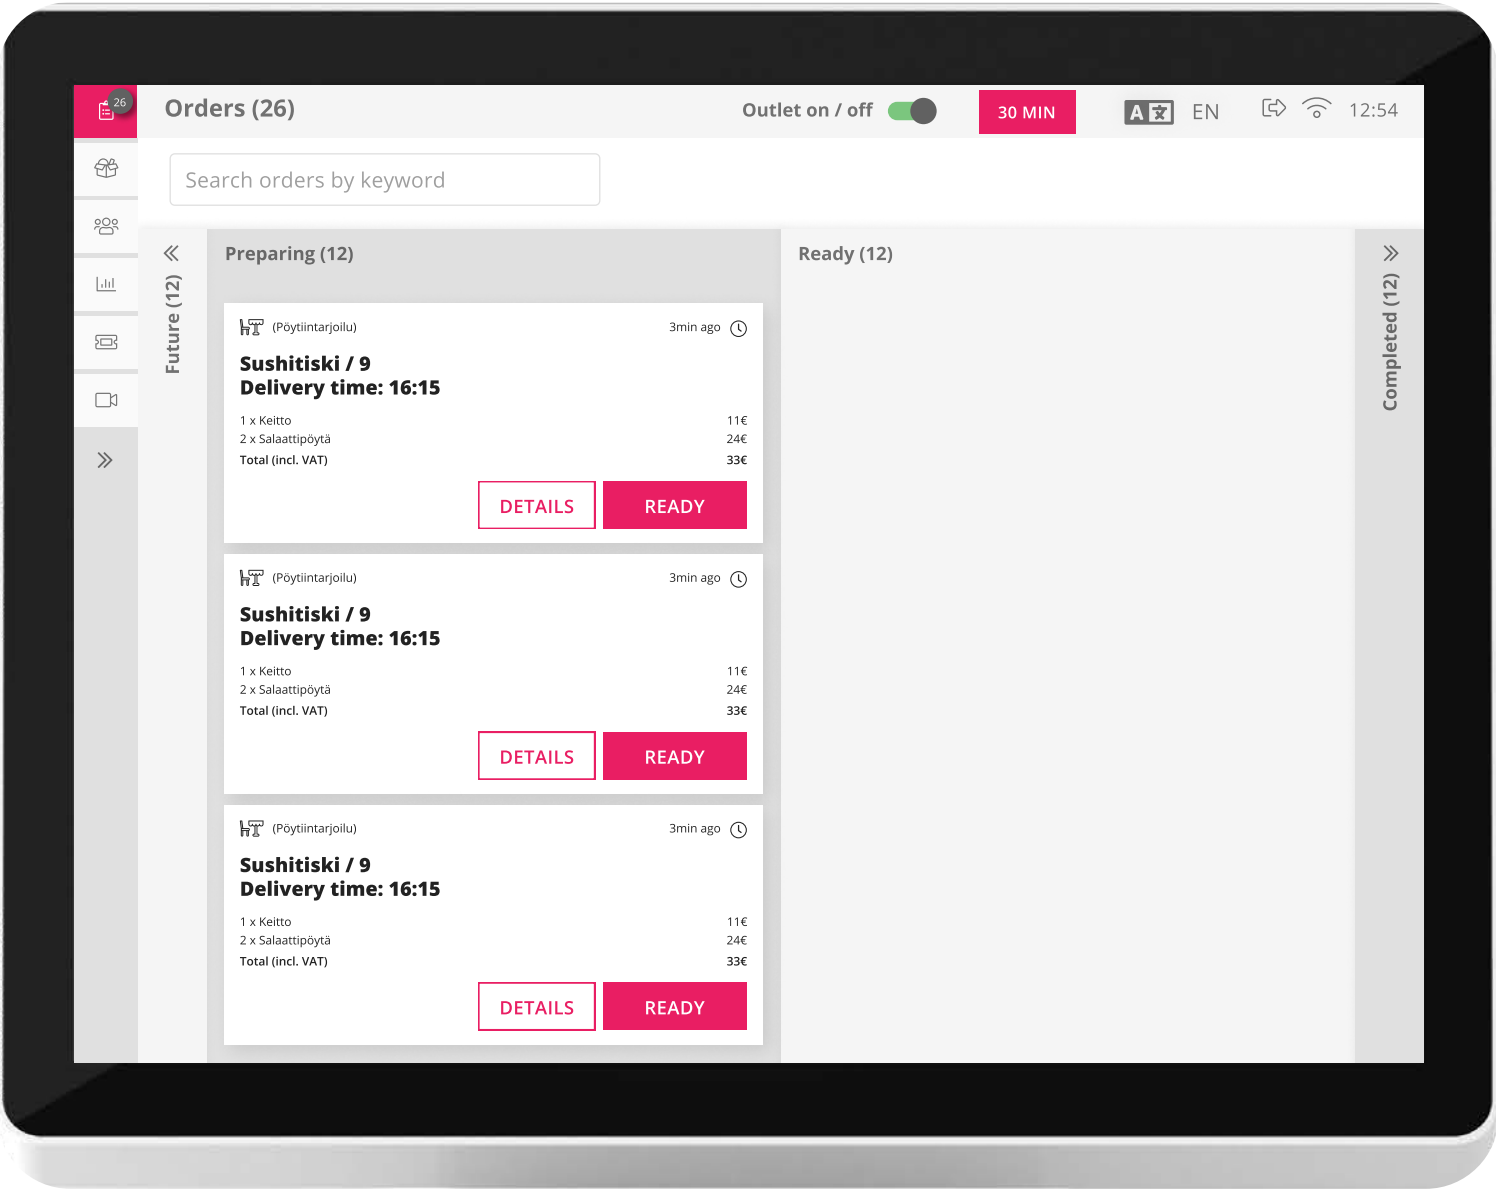 26
Orders (26)
Outlet on / off
30 MIN
A文
EN
12:54
Search orders by keyword
Future (12)
Preparing (12)
(Pöytiintarjoilu)
3min ago
Sushitiski / 9
Delivery time: 16:15
1 x Keitto 11€
2 x Salaattipöytä 24€
Total (incl. VAT) 33€
DETAILS
READY
(Pöytiintarjoilu)
3min ago
Sushitiski / 9
Delivery time: 16:15
1 x Keitto 11€
2 x Salaattipöytä 24€
Total (incl. VAT) 33€
DETAILS
READY
(Pöytiintarjoilu)
3min ago
Sushitiski / 9
Delivery time: 16:15
1 x Keitto 11€
2 x Salaattipöytä 24€
Total (incl. VAT) 33€
DETAILS
READY
Ready (12)
Completed (12)